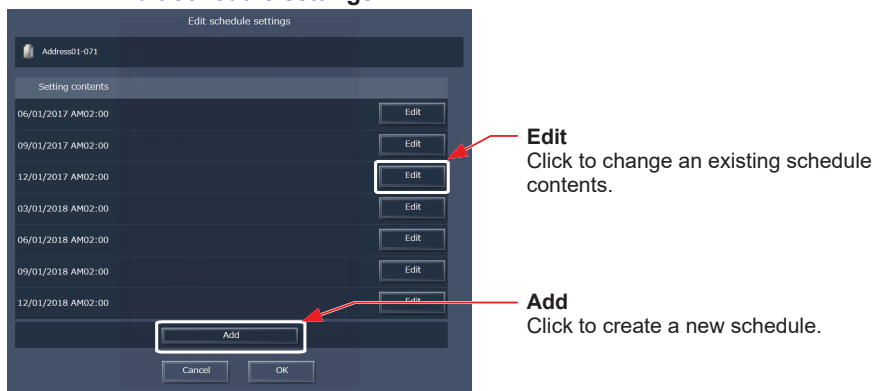 Edit schedule settings
Address01-071
Setting contents
06/01/2017 AM02:00 Edit
09/01/2017 AM02:00 Edit
12/01/2017 AM02:00 Edit
03/01/2018 AM02:00 Edit
06/01/2018 AM02:00 Edit
09/01/2018 AM02:00 Edit
12/01/2018 AM02:00 Edit
Add
Cancel OK
Edit
Click to change an existing schedule
contents.
Add
Click to create a new schedule.